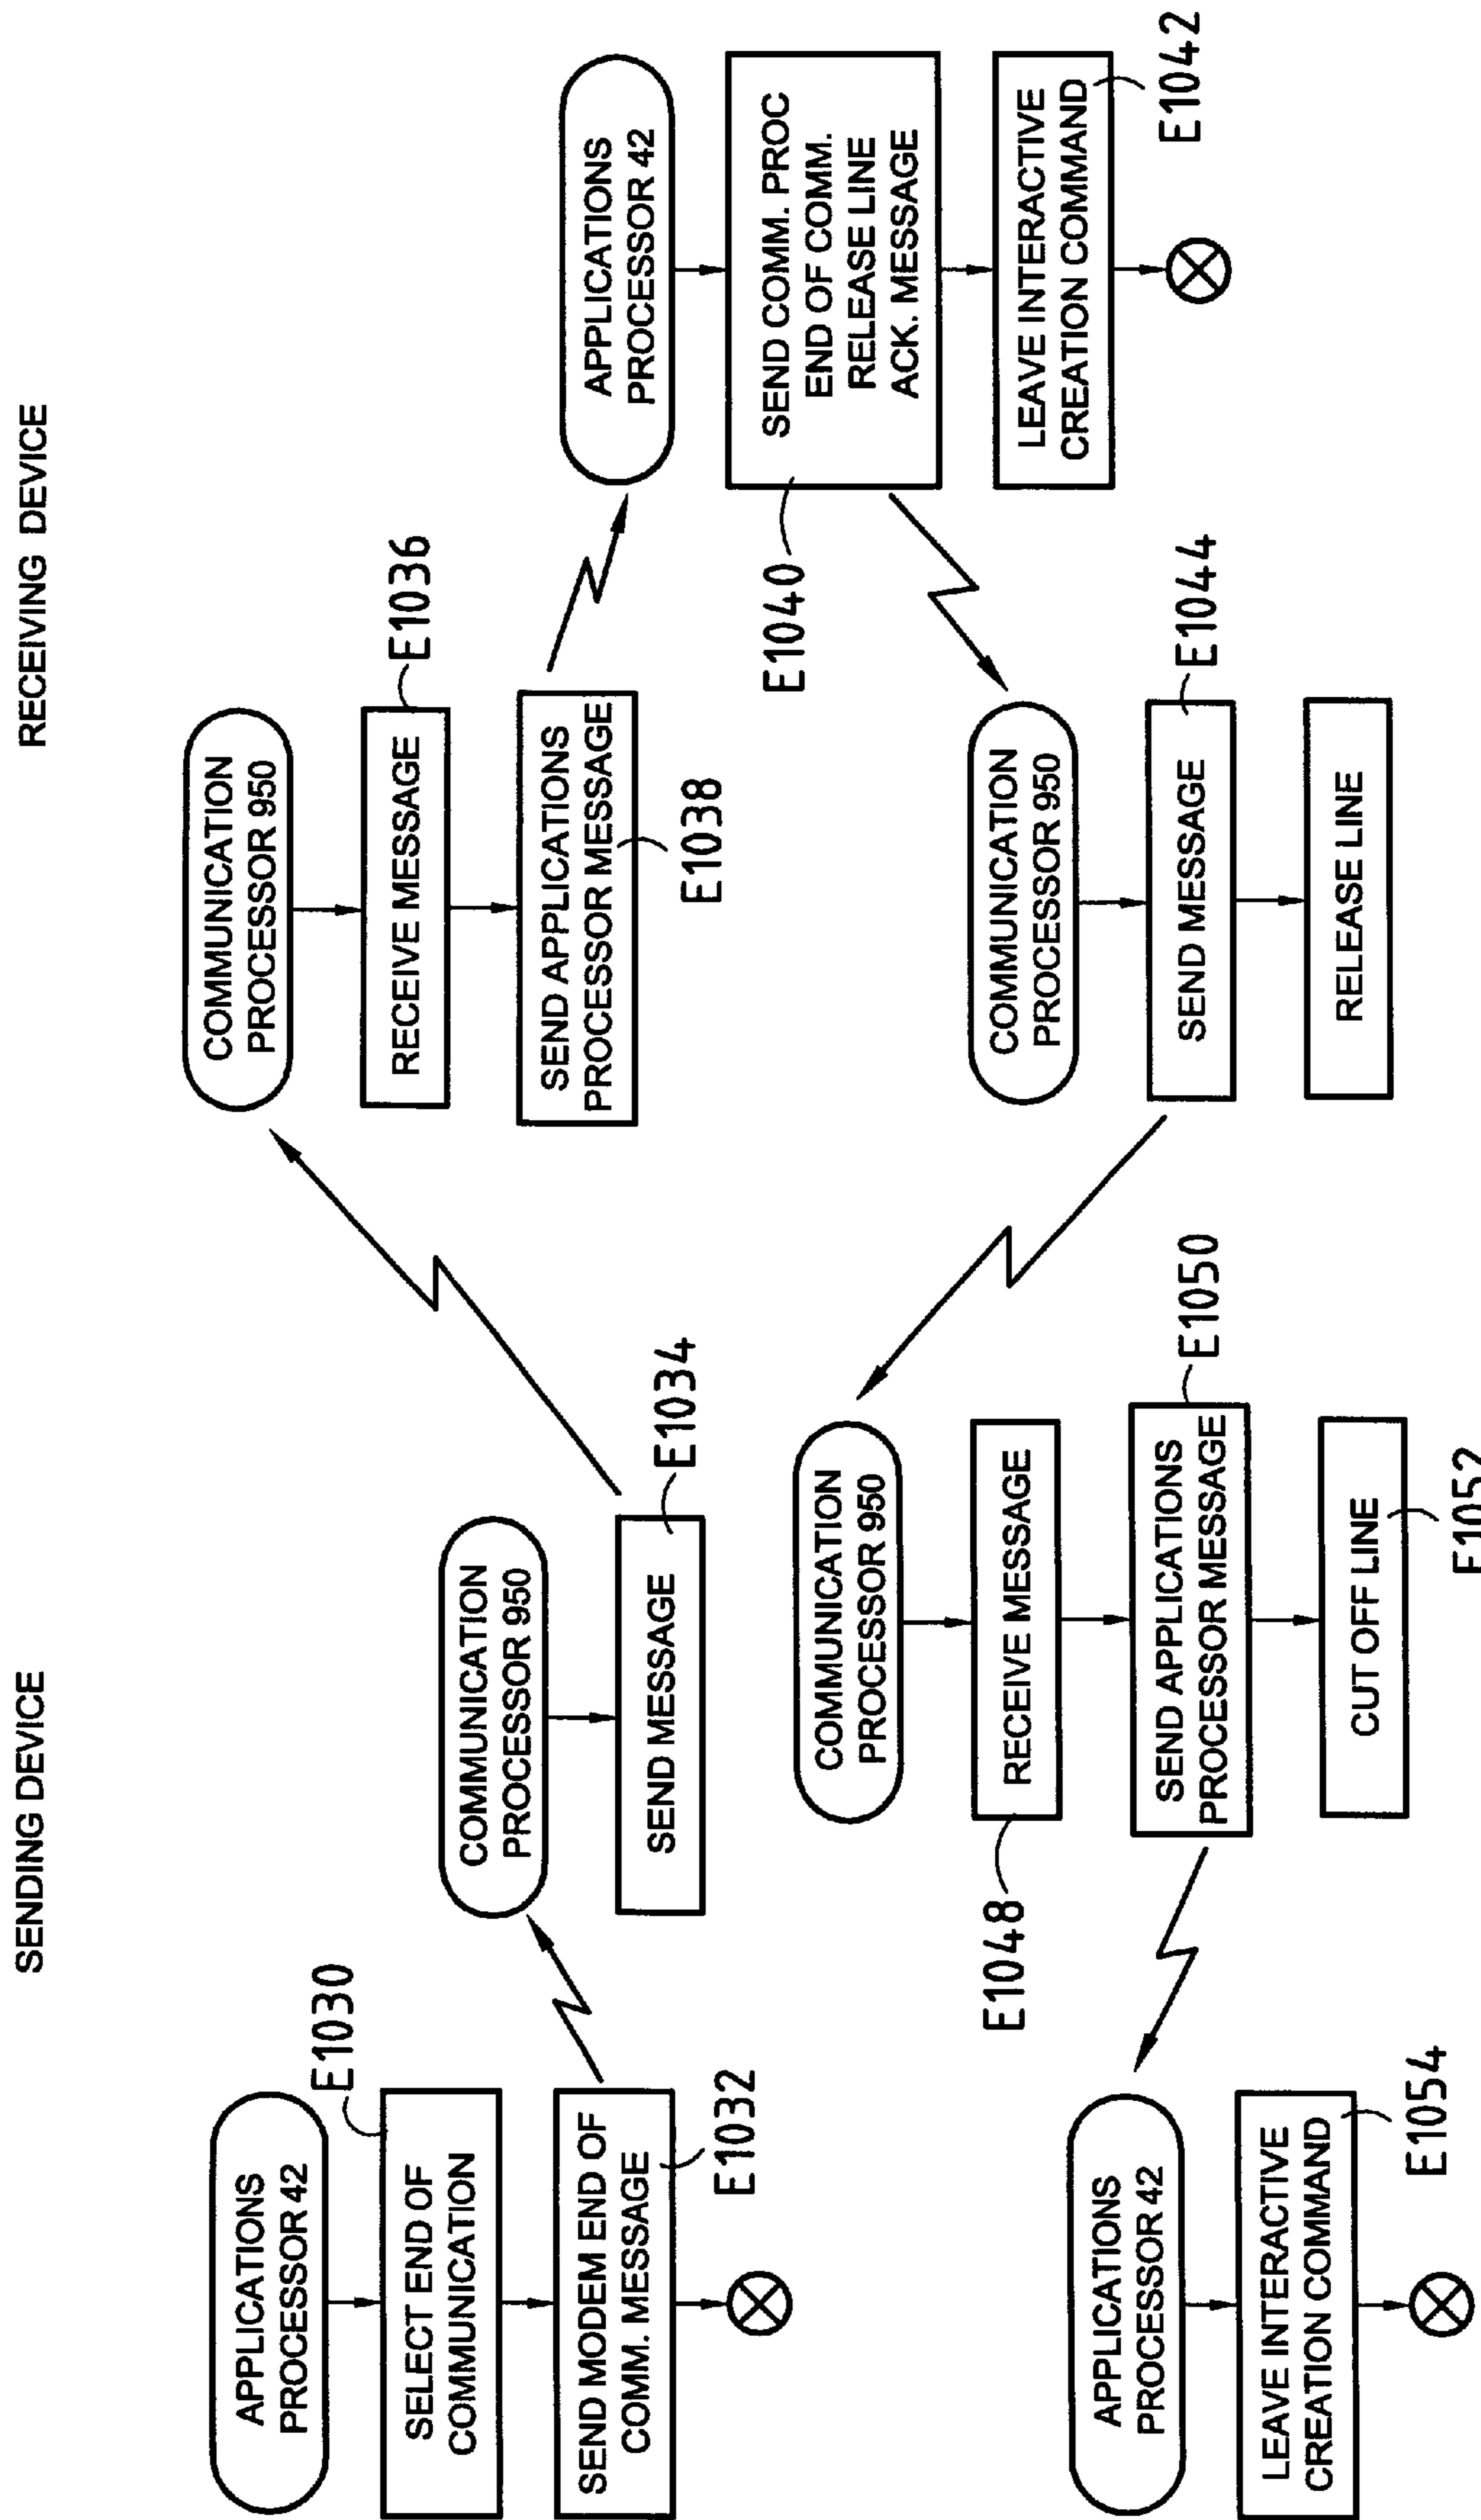 SENDING DEVICE
RECEIVING DEVICE
APPLICATIONS
PROCESSOR 42
E1030
SELECT END OF
COMMUNICATION
SEND MODEM END OF
COMM. MESSAGE
E1032
COMMUNICATION
PROCESSOR 950
SEND MESSAGE
E1034
COMMUNICATION
PROCESSOR 950
RECEIVE MESSAGE
E1036
SEND APPLICATIONS
PROCESSOR MESSAGE
E1038
APPLICATIONS
PROCESSOR 42
SEND COMM. PROC
END OF COMM.
RELEASE LINE
ACK. MESSAGE
E1040
LEAVE INTERACTIVE
CREATION COMMAND
E1042
COMMUNICATION
PROCESSOR 950
SEND MESSAGE
E1044
RELEASE LINE
COMMUNICATION
PROCESSOR 950
RECEIVE MESSAGE
E1048
SEND APPLICATIONS
PROCESSOR MESSAGE
E1050
CUT OFF LINE
E1052
APPLICATIONS
PROCESSOR 42
LEAVE INTERACTIVE
CREATION COMMAND
E1054